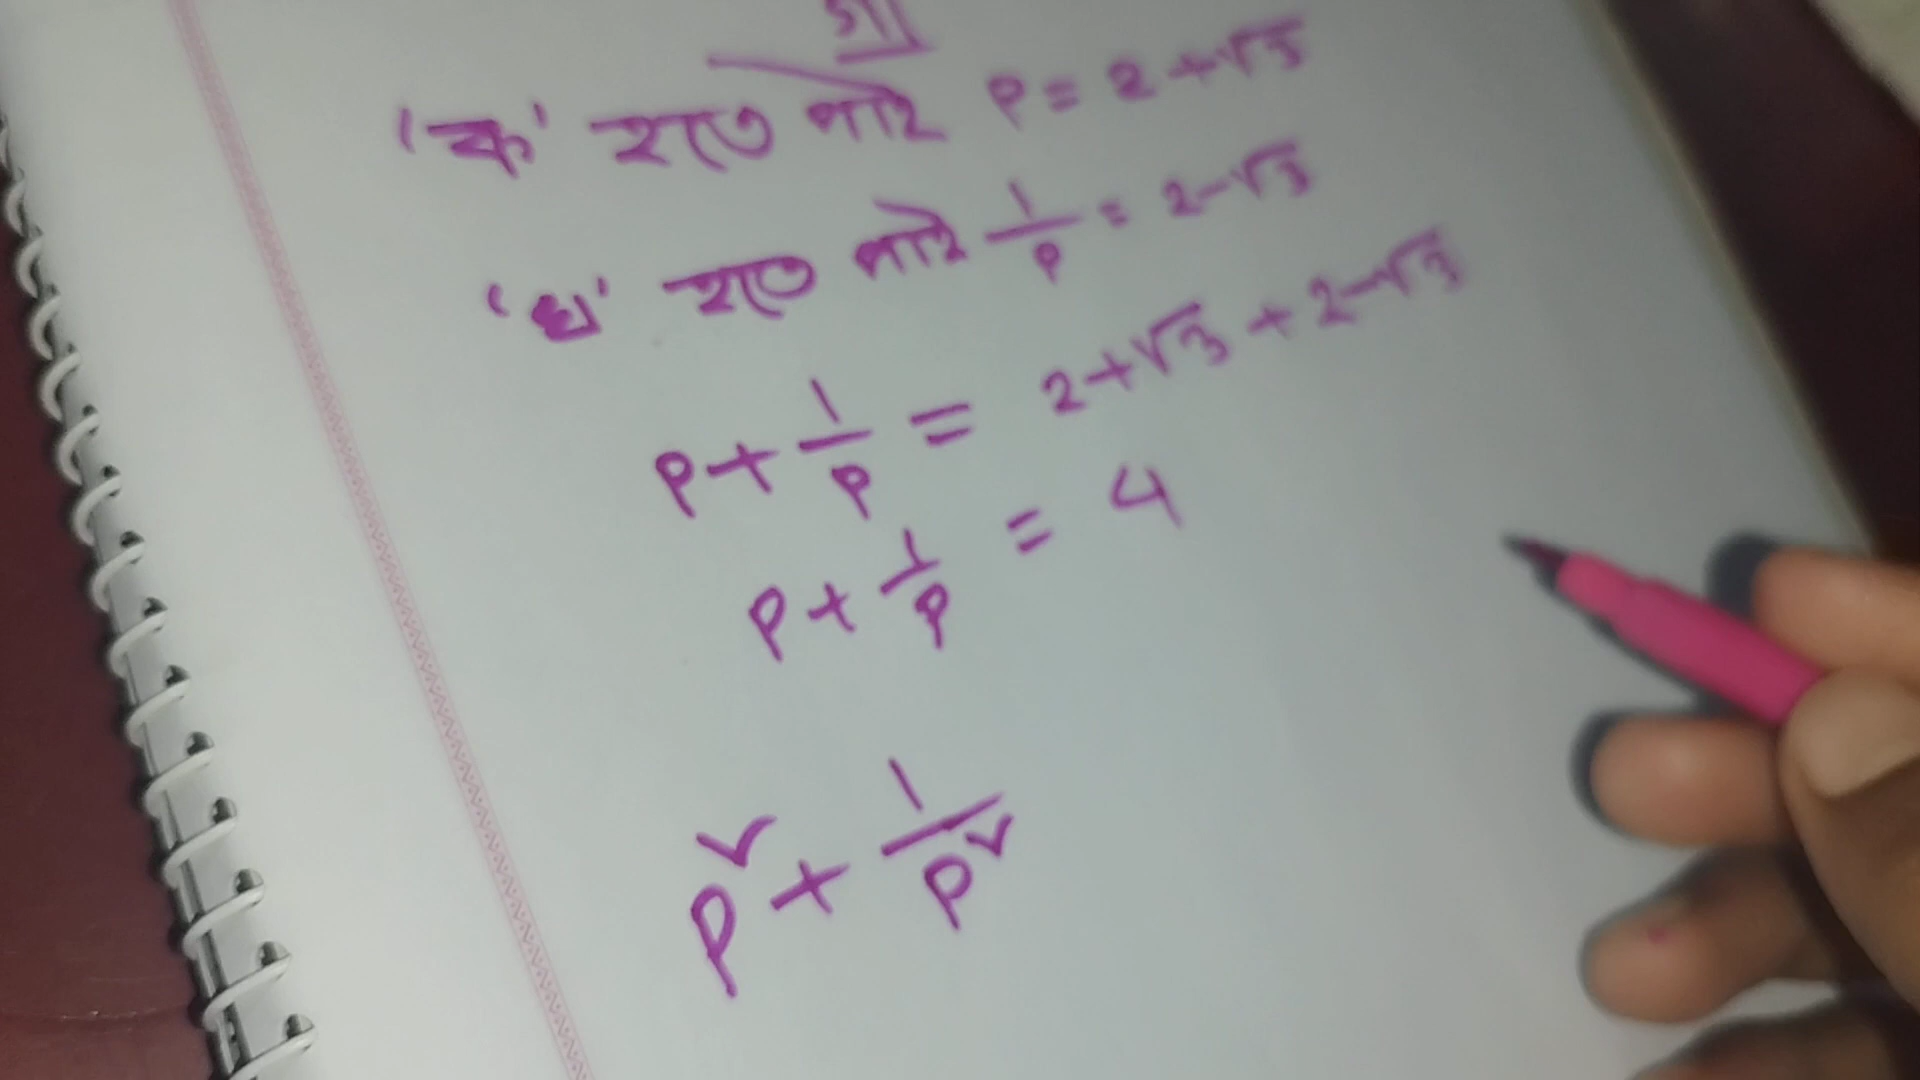 গ
'ক' হতে পাই P = 2+√3
'খ' হতে পাই 1/P = 2-√3
P + 1/P = 2+√3 + 2-√3
P + 1/P = 4
P² + 1/P²